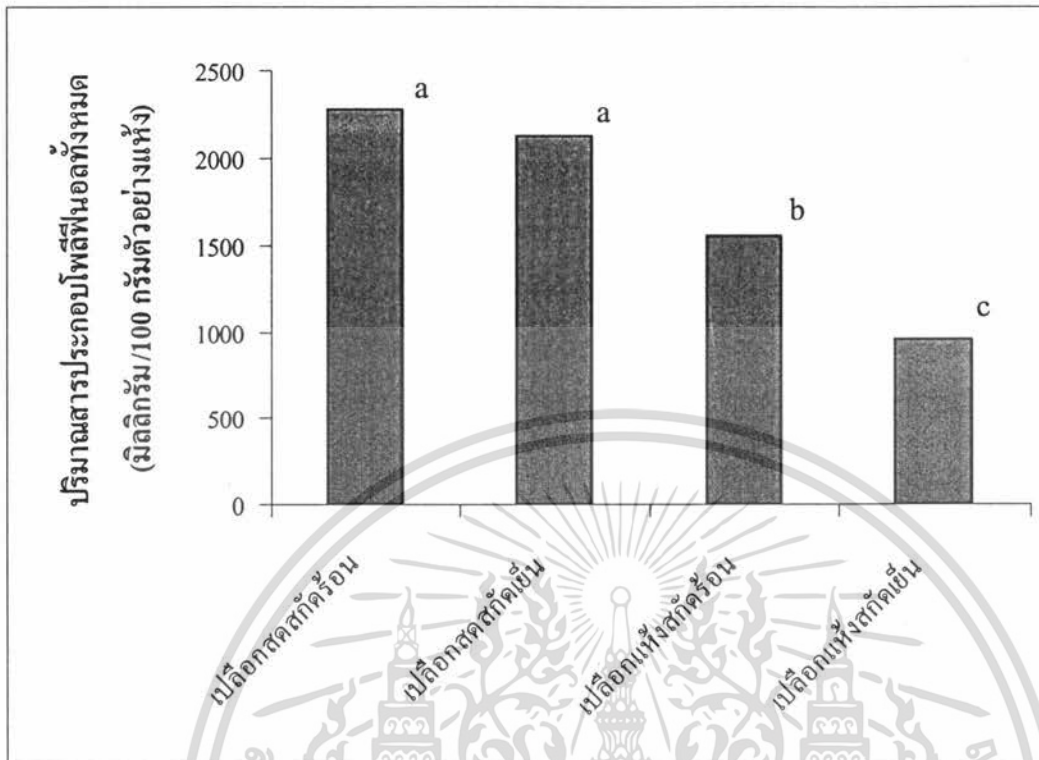 ปริมาณสารประกอบโพลีฟีนอลทั้งหมด
(มิลลิกรัม/100 กรัมตัวอย่างแห้ง)
2500
2000
1500
1000
500
0
a
a
b
c
เปลือกสดสกัดร้อน
เปลือกสดสกัดเย็น
เปลือกแห้งสกัดร้อน
เปลือกแห้งสกัดเย็น